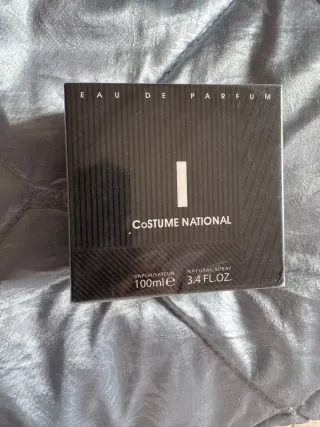 EAU DE PARFUM
I
CoSTUME NATIONAL
VAPORISATEUR NATURAL SPRAY
100ml℮ 3.4 FL.OZ.